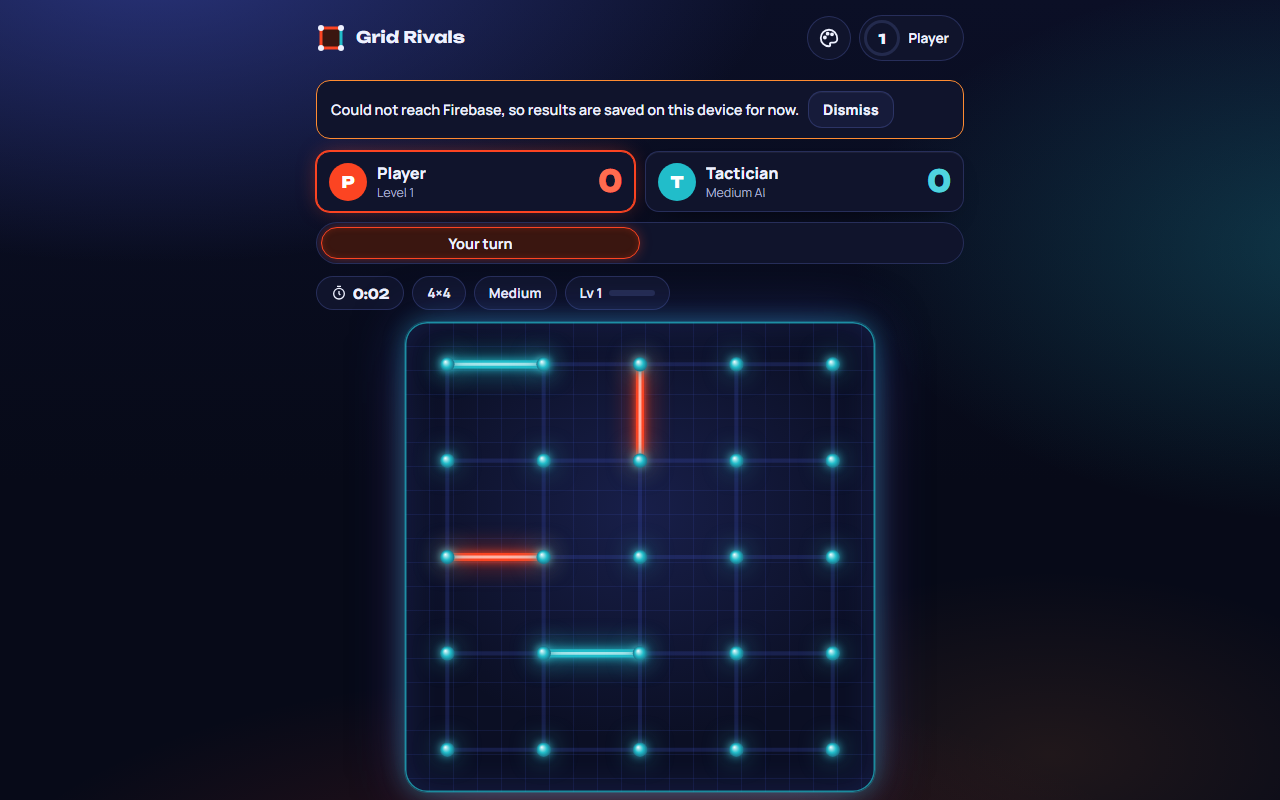 Grid Rivals
1 Player
Could not reach Firebase, so results are saved on this device for now. Dismiss
P Player 0
Level 1
T Tactician 0
Medium AI
Your turn
0:02 4×4 Medium Lv 1